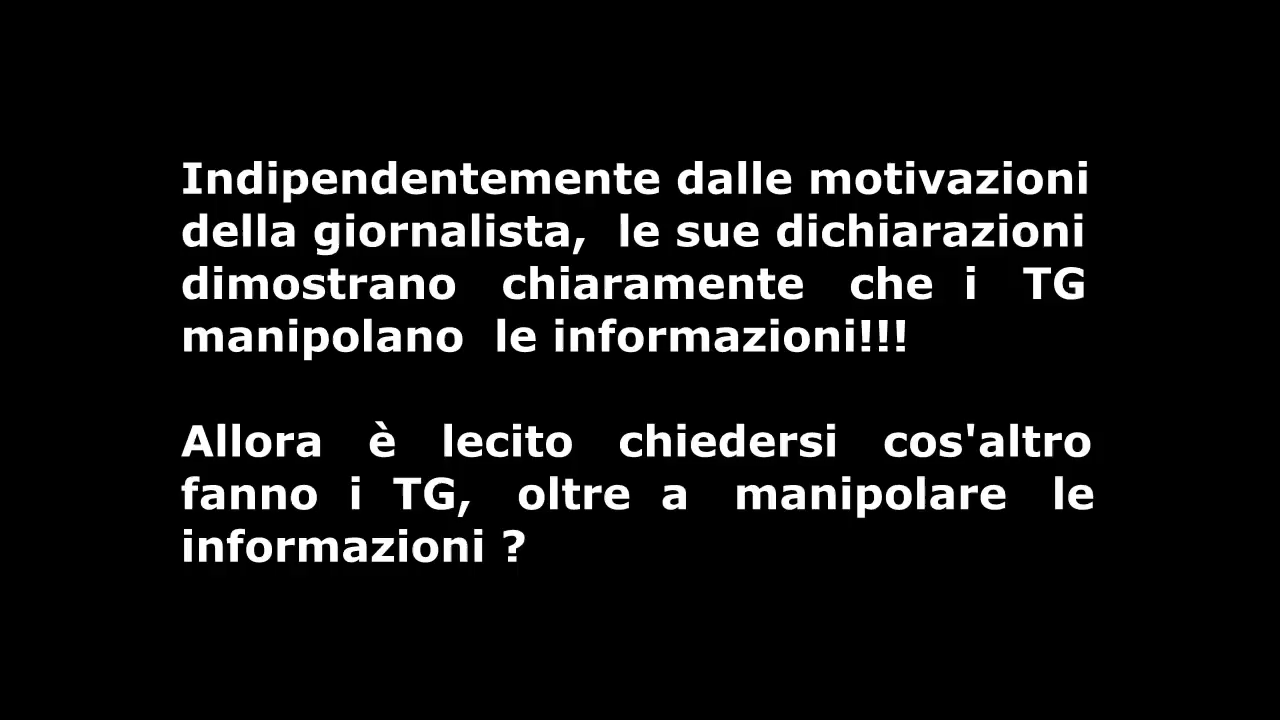 Indipendentemente dalle motivazioni
della giornalista, le sue dichiarazioni
dimostrano chiaramente che i TG
manipolano le informazioni!!!
Allora è lecito chiedersi cos'altro
fanno i TG, oltre a manipolare le
informazioni ?